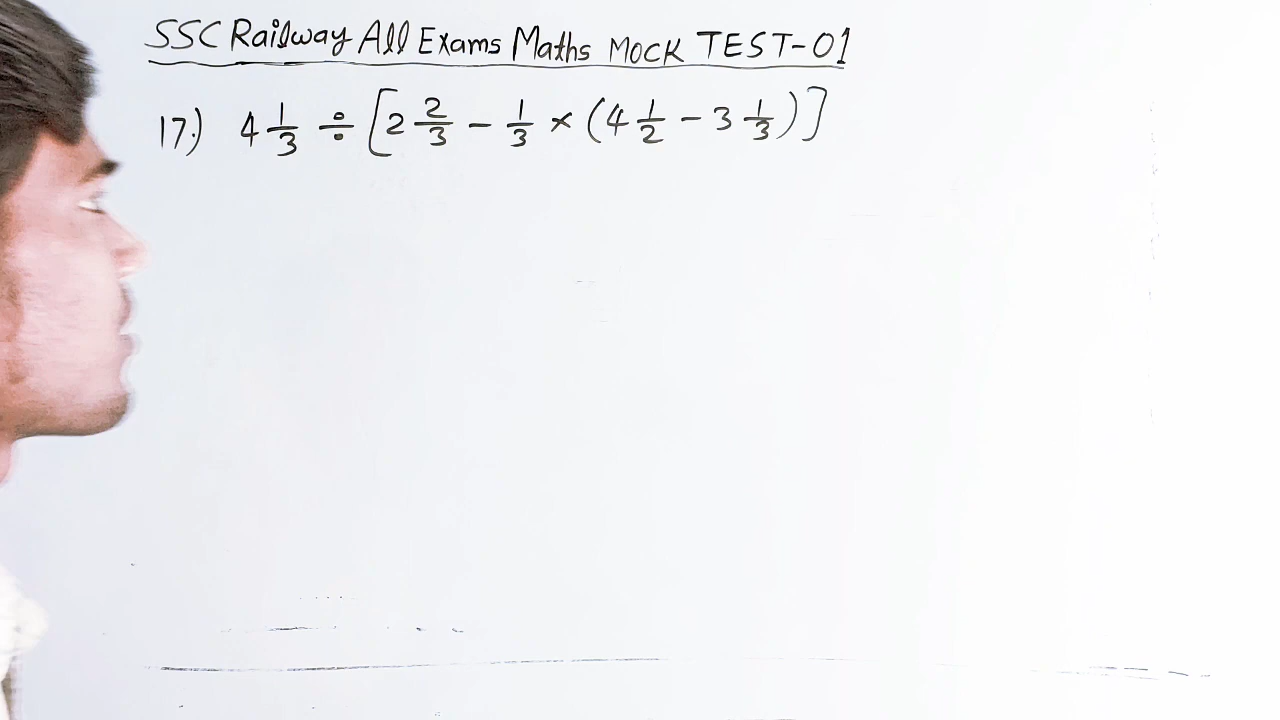 SSC Railway All Exams Maths MOCK TEST-01
17.) 4 1/3 ÷ [2 2/3 - 1/3 × (4 1/2 - 3 1/3)]